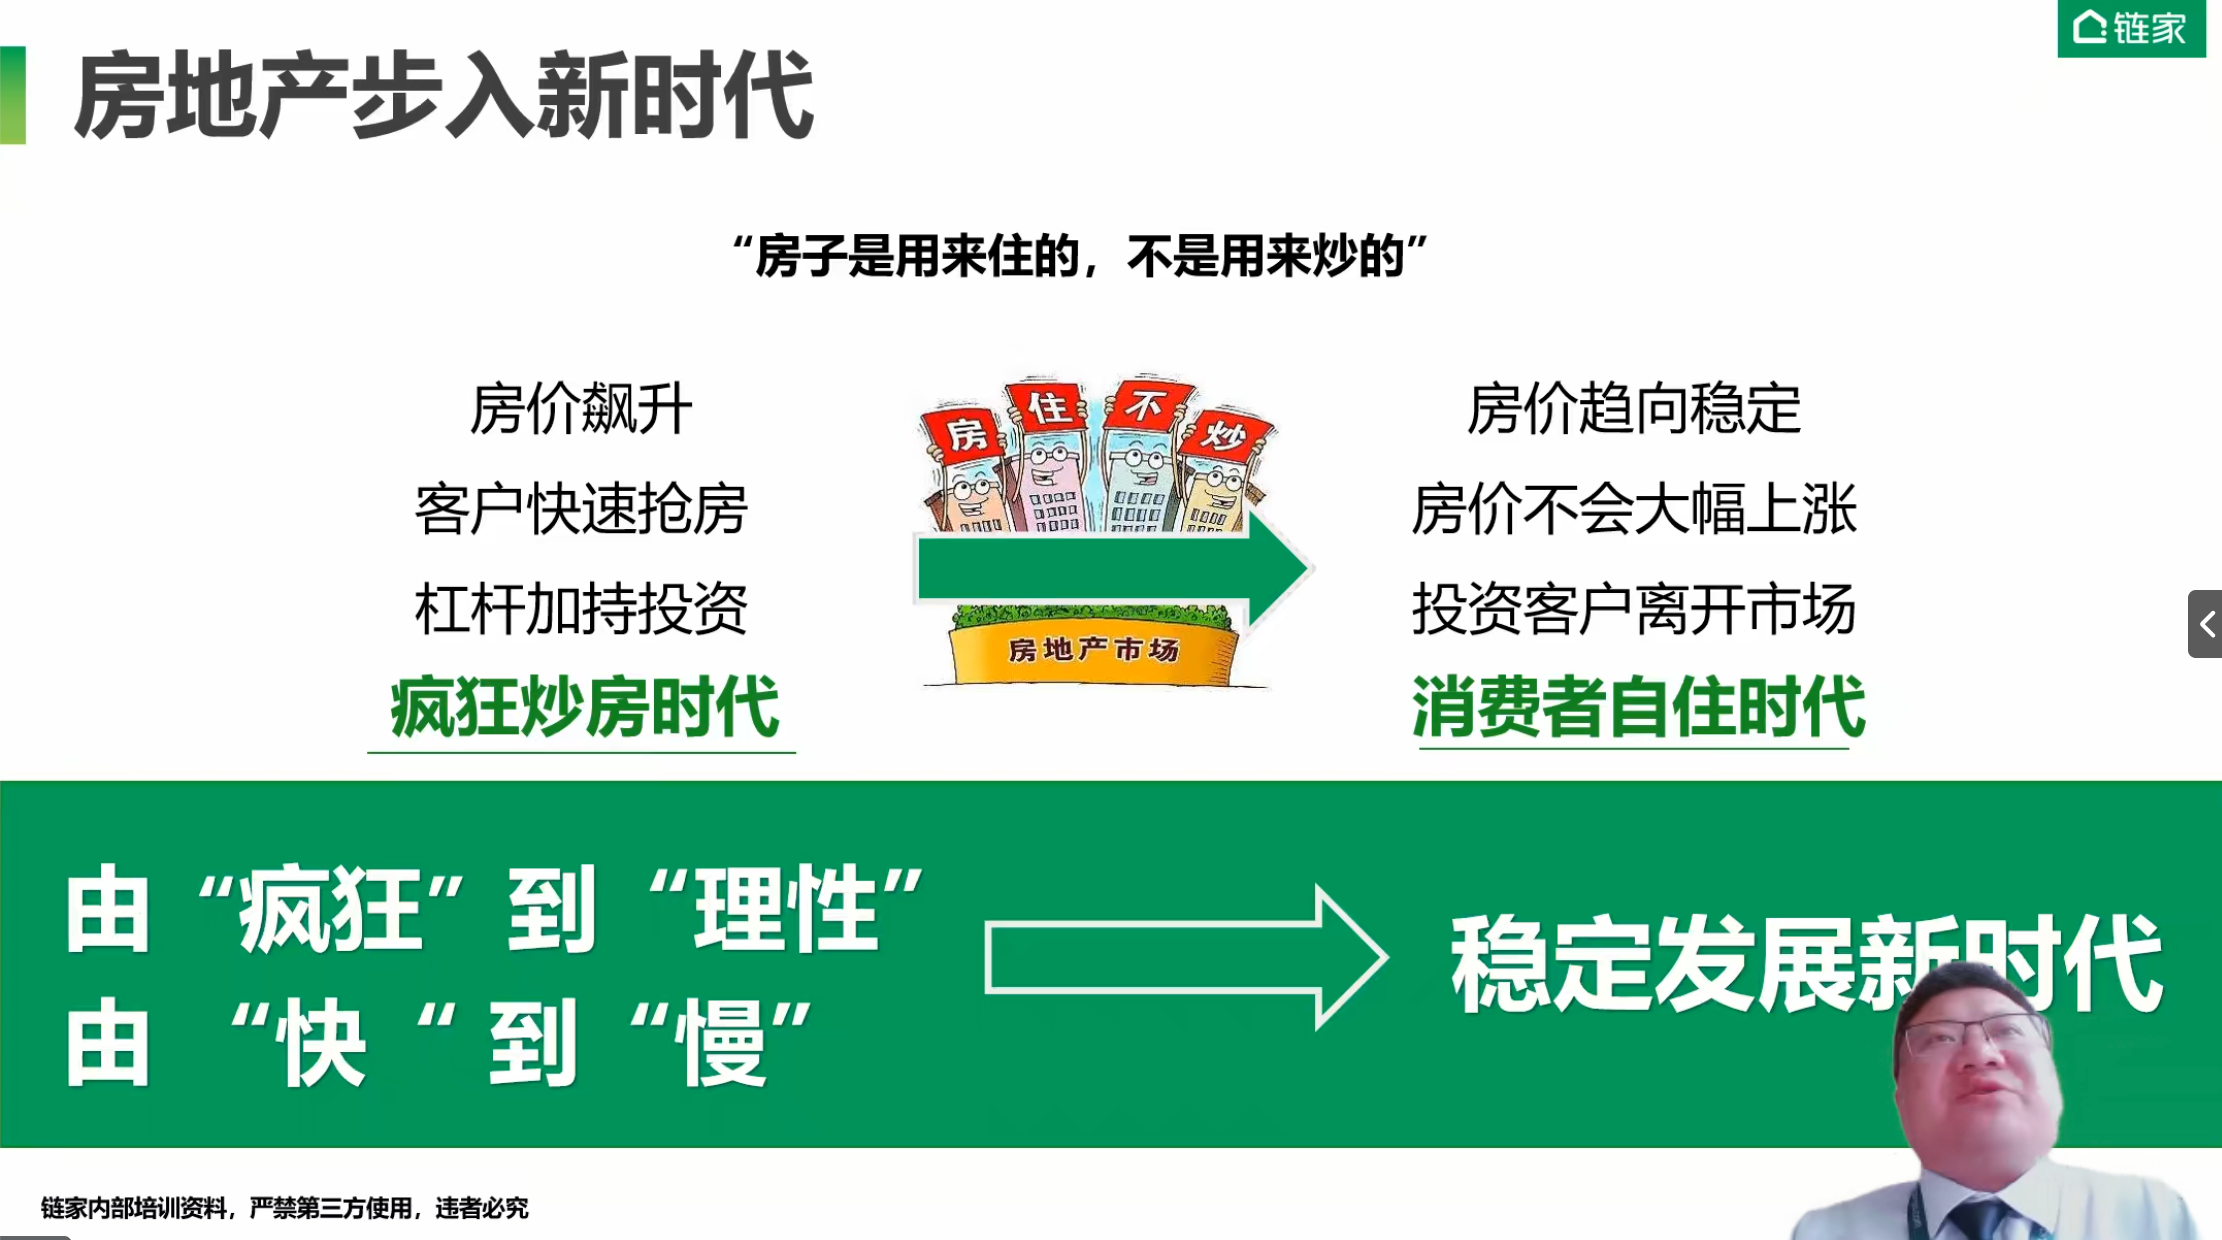 链家
房地产步入新时代
“房子是用来住的，不是用来炒的”
房价飙升
客户快速抢房
杠杆加持投资
疯狂炒房时代
房住不炒
房地产市场
房价趋向稳定
房价不会大幅上涨
投资客户离开市场
消费者自住时代
由 “疯狂” 到 “理性”
由 “快 “ 到 “慢”
稳定发展新时代
链家内部培训资料，严禁第三方使用，违者必究